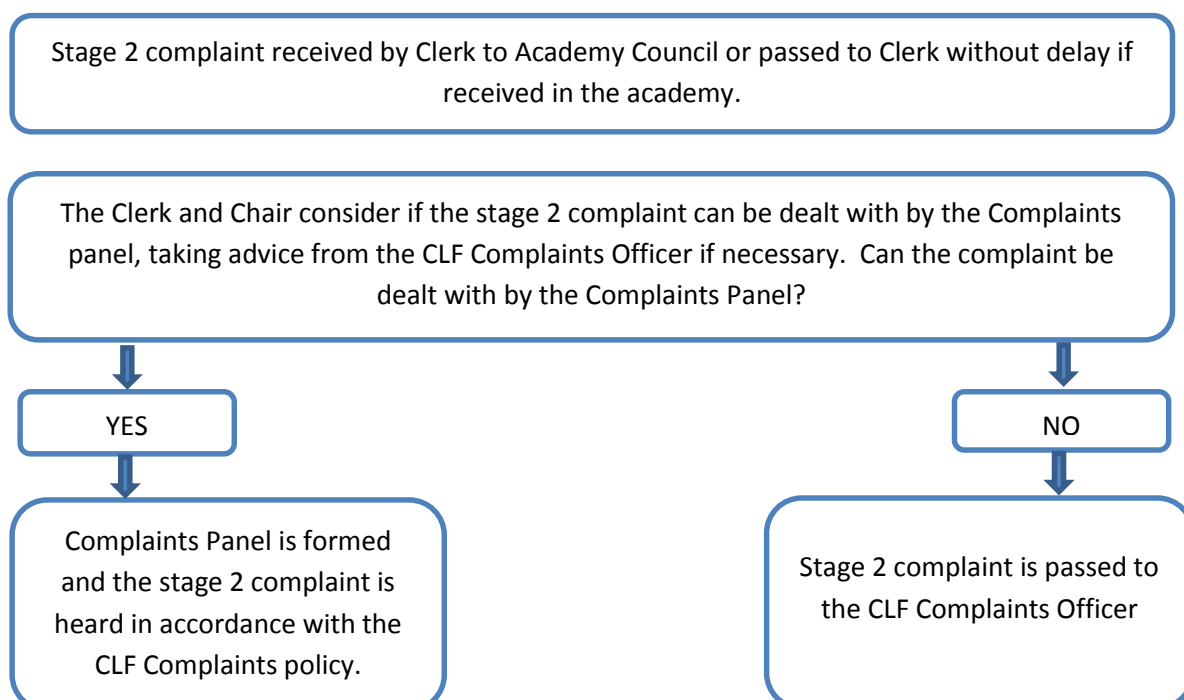 Stage 2 complaint received by Clerk to Academy Council or passed to Clerk without delay if
received in the academy.
The Clerk and Chair consider if the stage 2 complaint can be dealt with by the Complaints
panel, taking advice from the CLF Complaints Officer if necessary.  Can the complaint be
dealt with by the Complaints Panel?
YES
NO
Complaints Panel is formed
and the stage 2 complaint is
heard in accordance with the
CLF Complaints policy.
Stage 2 complaint is passed to
the CLF Complaints Officer